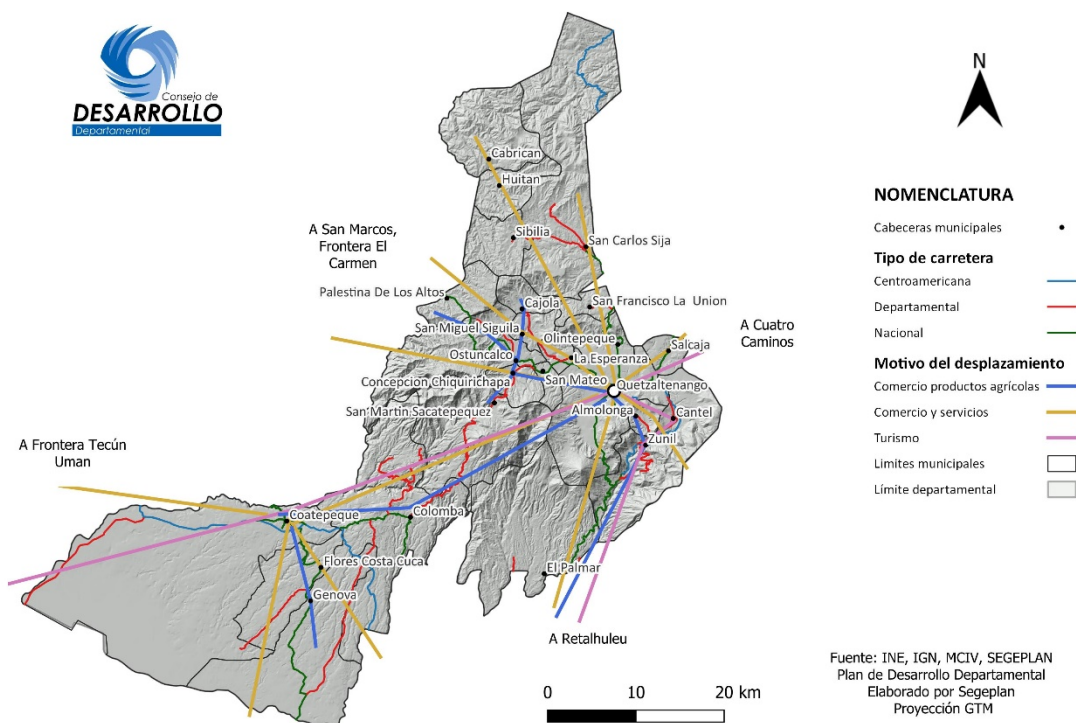 Consejo de
DESARROLLO
Departamental
N
Cabrican
Huitan
A San Marcos,
Frontera El
Carmen
Sibilia
San Carlos Sija
Palestina De Los Altos
Cajola
San Francisco La Union
San Miguel Siguila
Olintepeque
Salcaja
A Cuatro
Caminos
Ostuncalco
La Esperanza
Concepcion Chiquirichapa
San Mateo
Quetzaltenango
San Martin Sacatepequez
Almolonga
Cantel
Zunil
A Frontera Tecún
Uman
Coatepeque
Colomba
Flores Costa Cuca
El Palmar
Genova
A Retalhuleu
0 10 20 km
NOMENCLATURA
Cabeceras municipales
Tipo de carretera
Centroamericana
Departamental
Nacional
Motivo del desplazamiento
Comercio productos agrícolas
Comercio y servicios
Turismo
Limites municipales
Límite departamental
Fuente: INE, IGN, MCIV, SEGEPLAN
Plan de Desarrollo Departamental
Elaborado por Segeplan
Proyección GTM